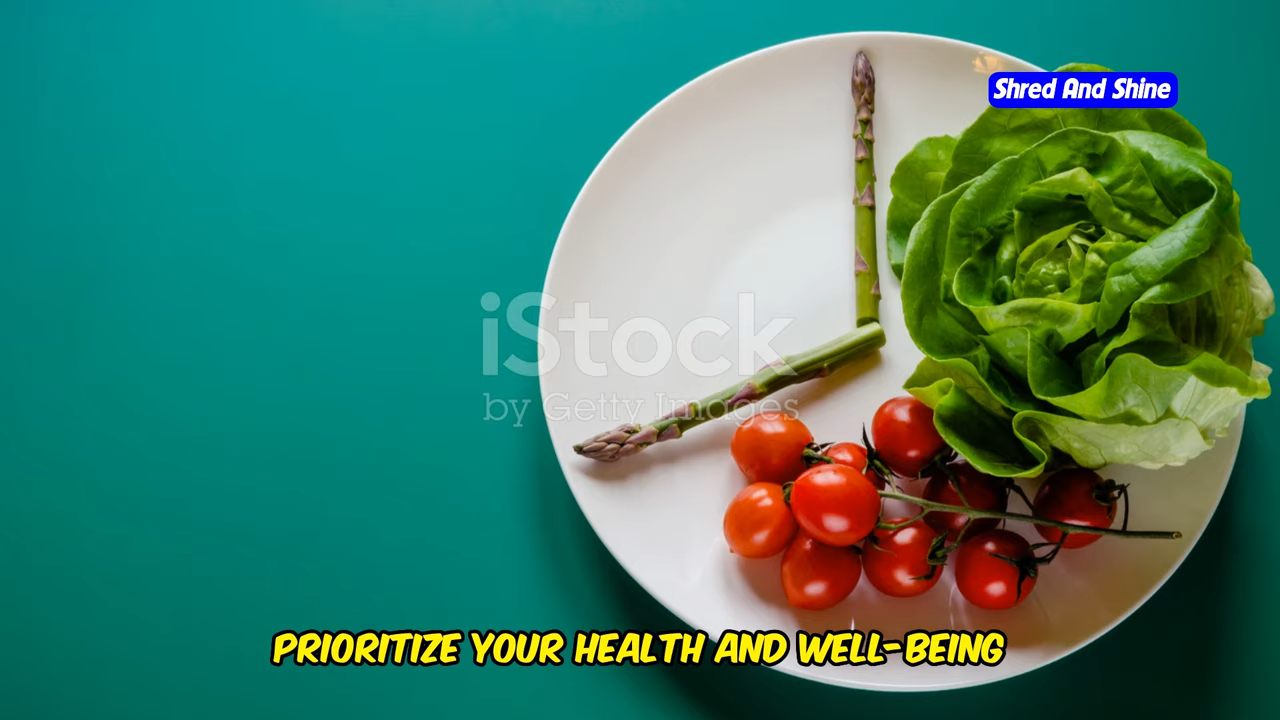 Shred And Shine
iStock
by Getty Images
PRIORITIZE YOUR HEALTH AND WELL-BEING